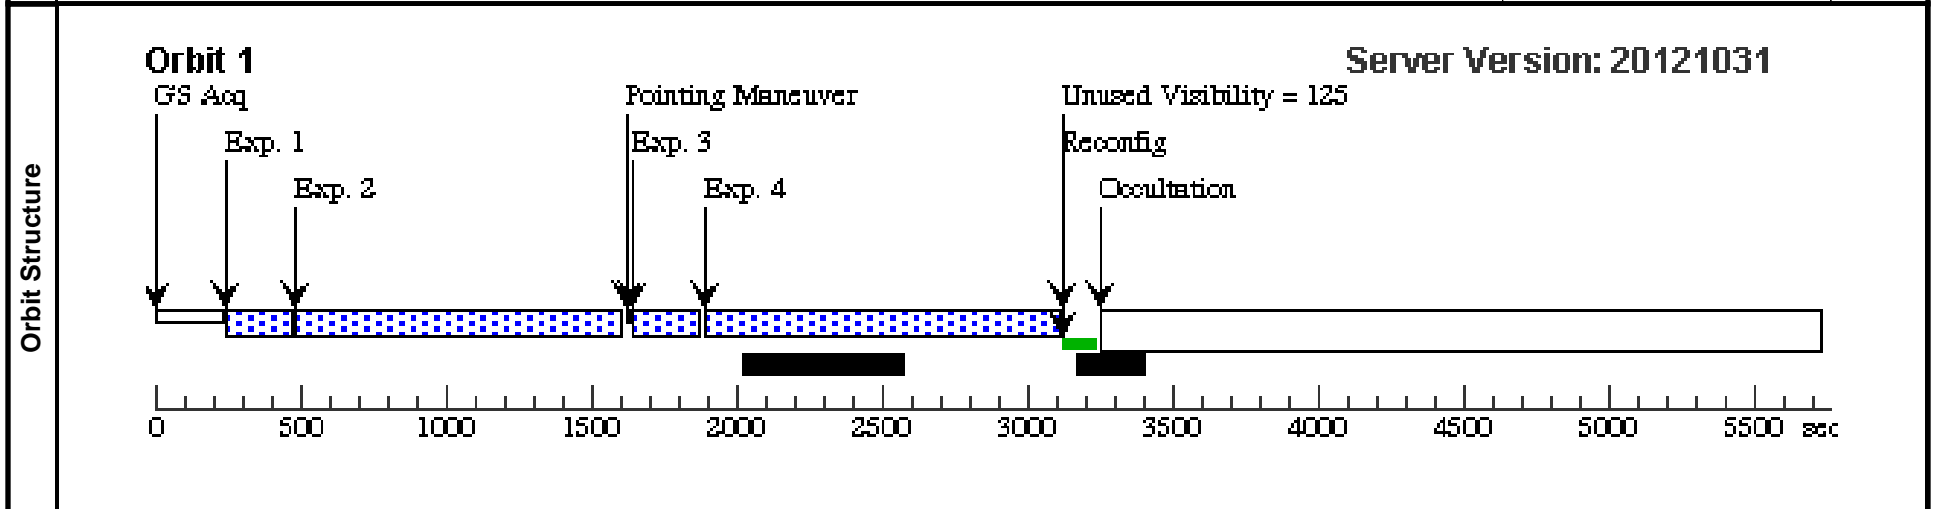 Orbit 1
Server Version: 20121031
GS Acq
Pointing Maneuver
Unused Visibility = 125
Exp. 1
Exp. 3
Reconfig
Exp. 2
Exp. 4
Occultation
Orbit Structure
0 500 1000 1500 2000 2500 3000 3500 4000 4500 5000 5500 sec